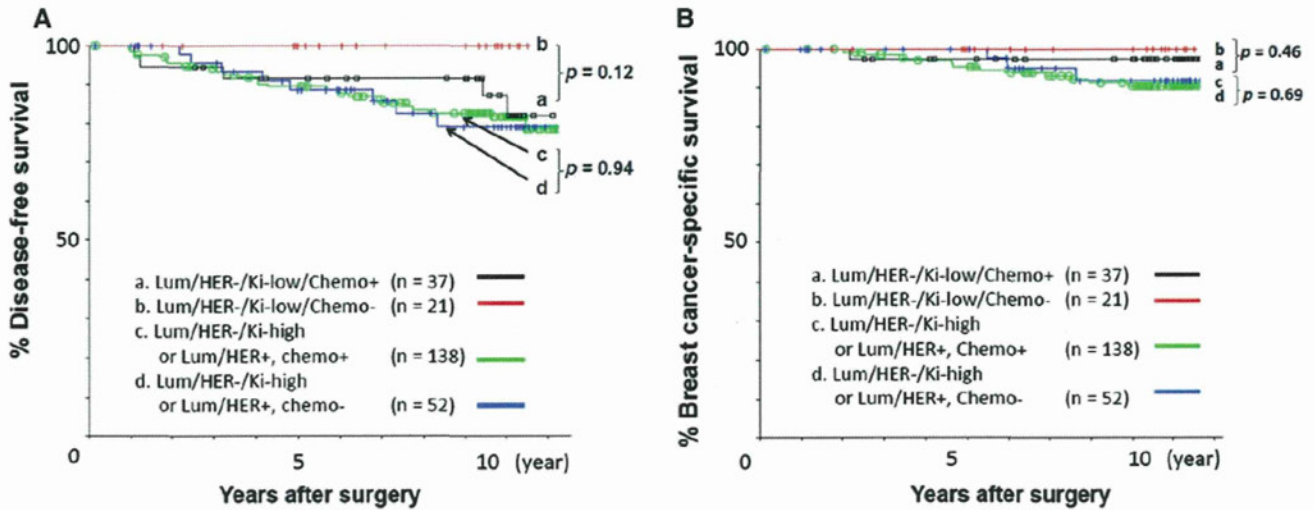 A
% Disease-free survival
100
50
0
5
10
(year)
Years after surgery
b
a
p = 0.12
c
d
p = 0.94
a. Lum/HER-/Ki-low/Chemo+ (n = 37)
b. Lum/HER-/Ki-low/Chemo- (n = 21)
c. Lum/HER-/Ki-high
or Lum/HER+, chemo+ (n = 138)
d. Lum/HER-/Ki-high
or Lum/HER+, chemo- (n = 52)
B
% Breast cancer-specific survival
100
50
0
5
10
(year)
Years after surgery
b
a
p = 0.46
c
d
p = 0.69
a. Lum/HER-/Ki-low/Chemo+ (n = 37)
b. Lum/HER-/Ki-low/Chemo- (n = 21)
c. Lum/HER-/Ki-high
or Lum/HER+, Chemo+ (n = 138)
d. Lum/HER-/Ki-high
or Lum/HER+, Chemo- (n = 52)